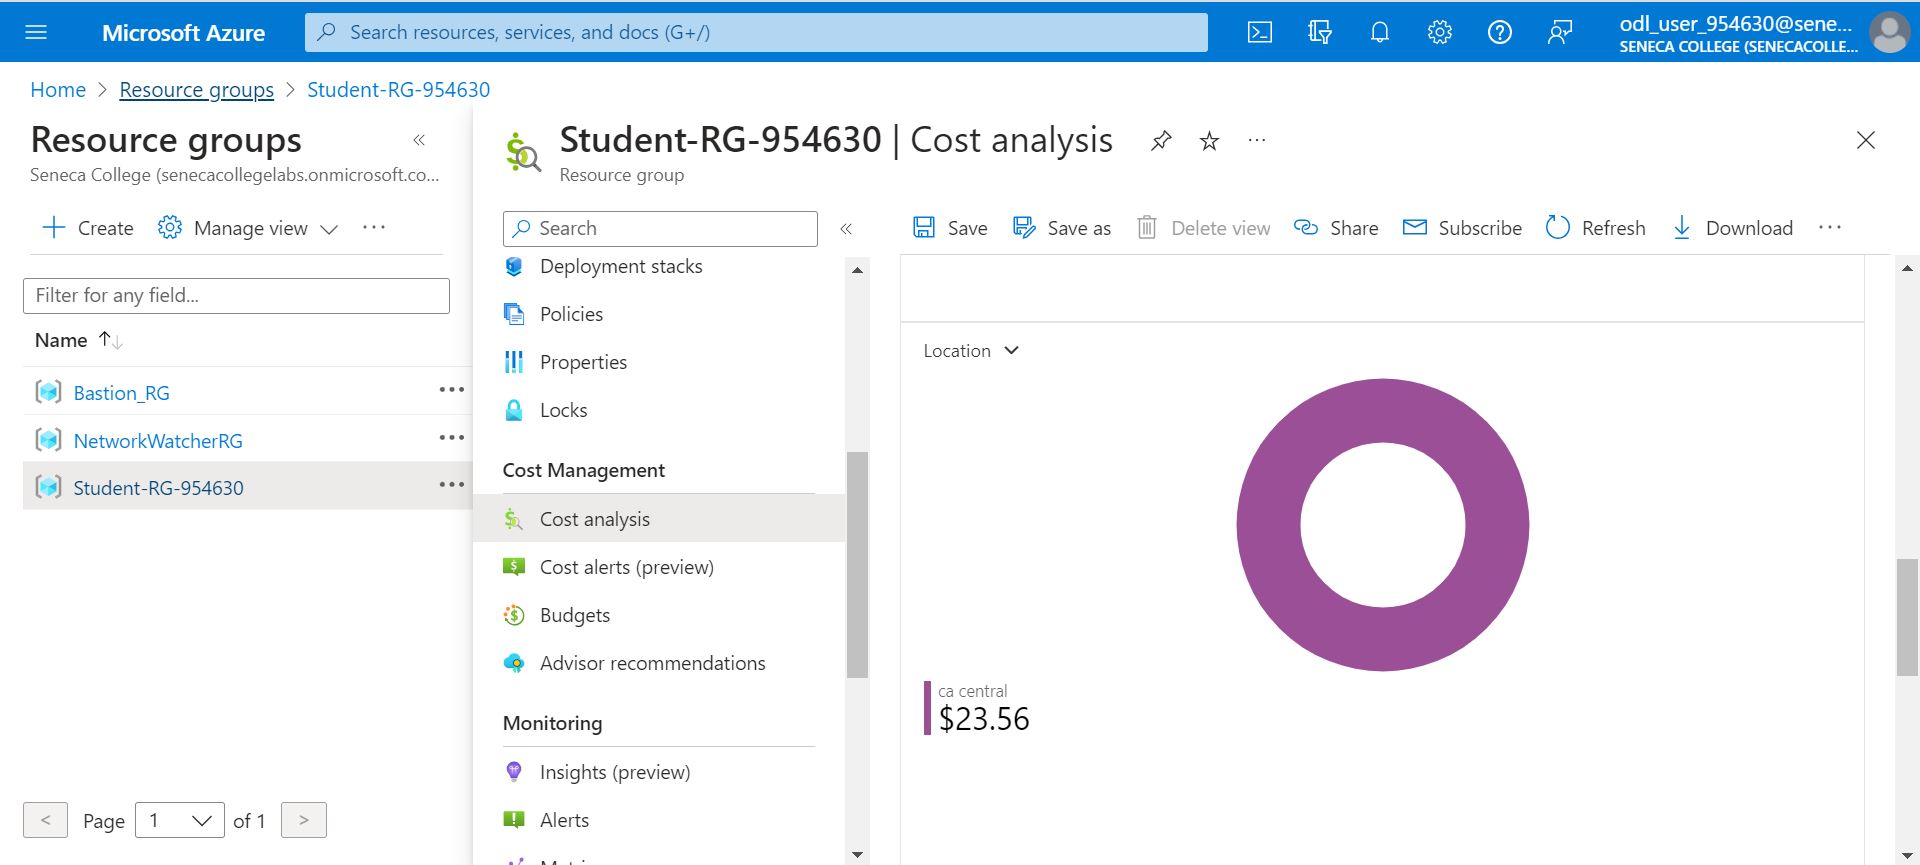 Microsoft Azure
Search resources, services, and docs (G+/)
odl_user_954630@sene...
SENECA COLLEGE (SENECACOLLE...
Home > Resource groups > Student-RG-954630
Resource groups
«
Seneca College (senecacollegelabs.onmicrosoft.co...
+ Create Manage view ...
Filter for any field...
Name ↑↓
Bastion_RG ...
NetworkWatcherRG ...
Student-RG-954630 ...
< Page 1 of 1 >
Student-RG-954630 | Cost analysis ...
Resource group
Search «
Deployment stacks
Policies
Properties
Locks
Cost Management
Cost analysis
Cost alerts (preview)
Budgets
Advisor recommendations
Monitoring
Insights (preview)
Alerts
Save Save as Delete view Share Subscribe Refresh Download ...
Location
ca central
$23.56